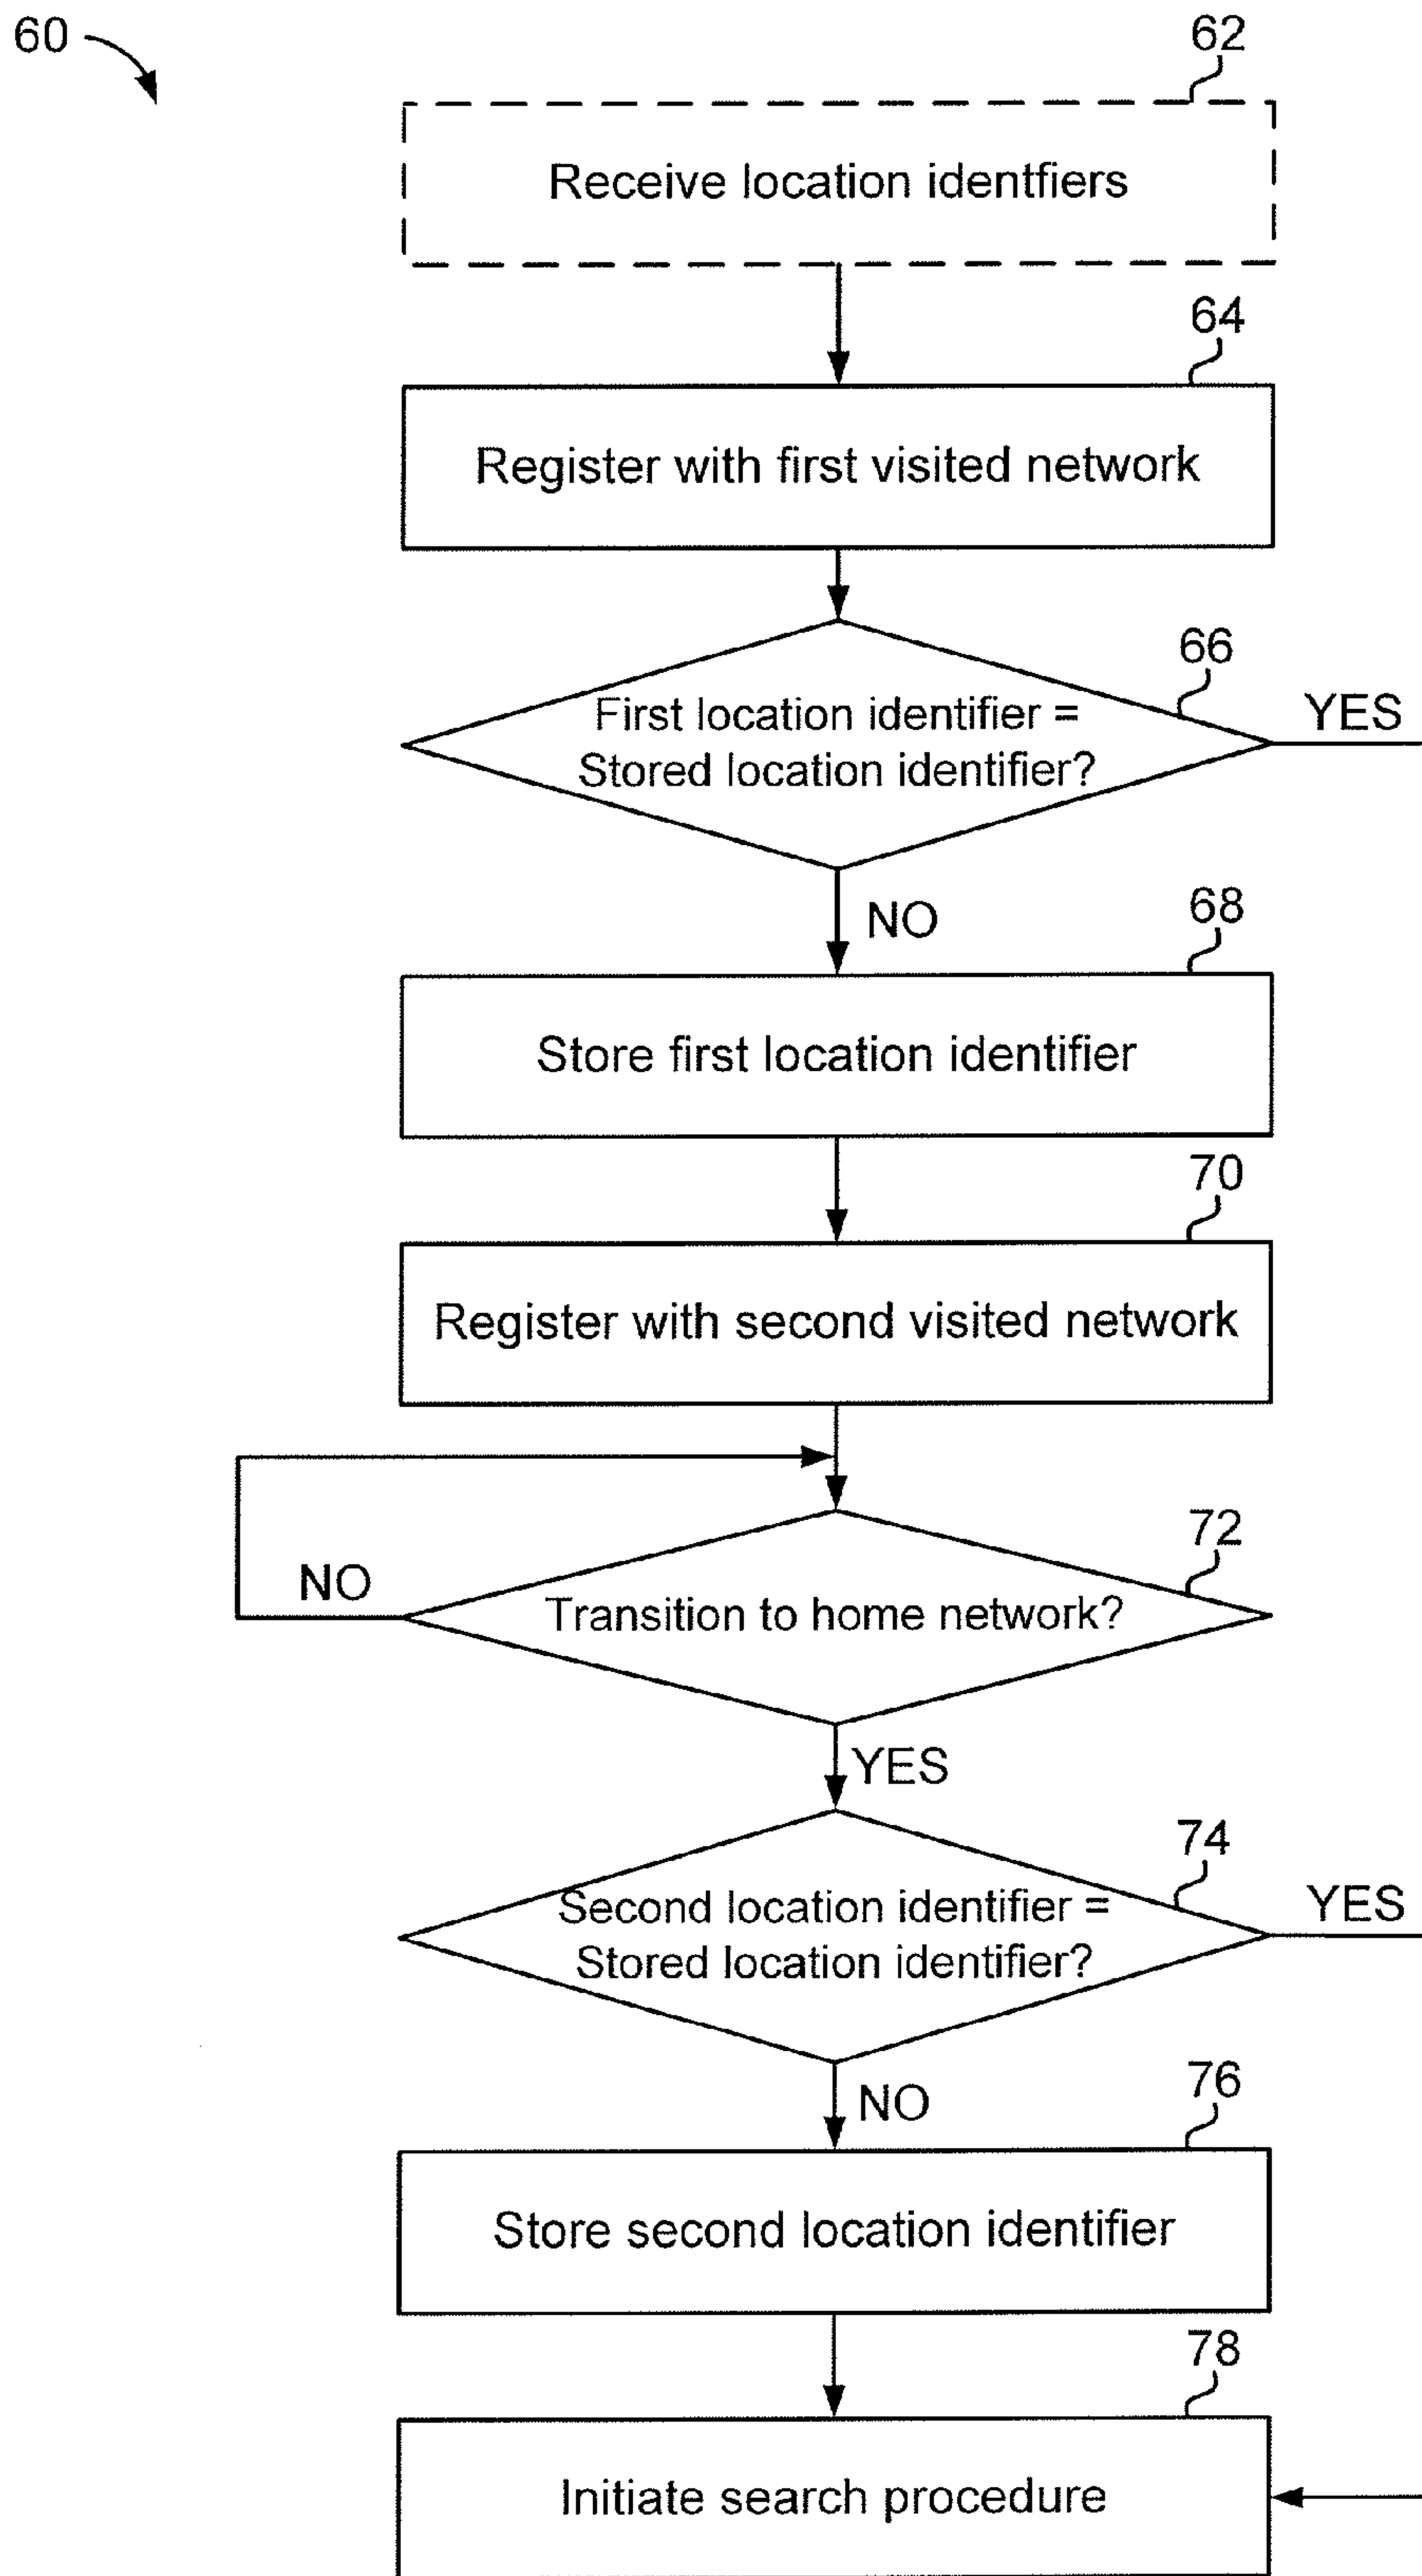 60
62
Receive location identfiers
64
Register with first visited network
66
First location identifier =
Stored location identifier?
YES
NO
68
Store first location identifier
70
Register with second visited network
72
Transition to home network?
NO
YES
74
Second location identifier =
Stored location identifier?
YES
NO
76
Store second location identifier
78
Initiate search procedure